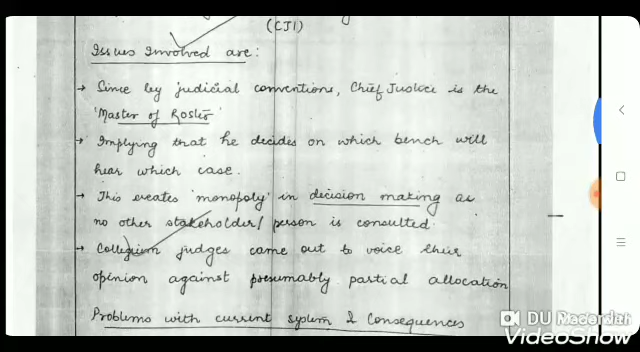 (CJI)
Issues Involved are:
→ Since by judicial conventions, Chief Justice is the
'Master of Roster'
→ Implying that he decides on which bench will
hear which case.
→ This creates 'monopoly' in decision making as
no other stakeholder/person is consulted.
→ Collegium judges came out to voice their
opinion against presumably partial allocation
Problems with current system & Consequences
DU Recorder
VideoShow